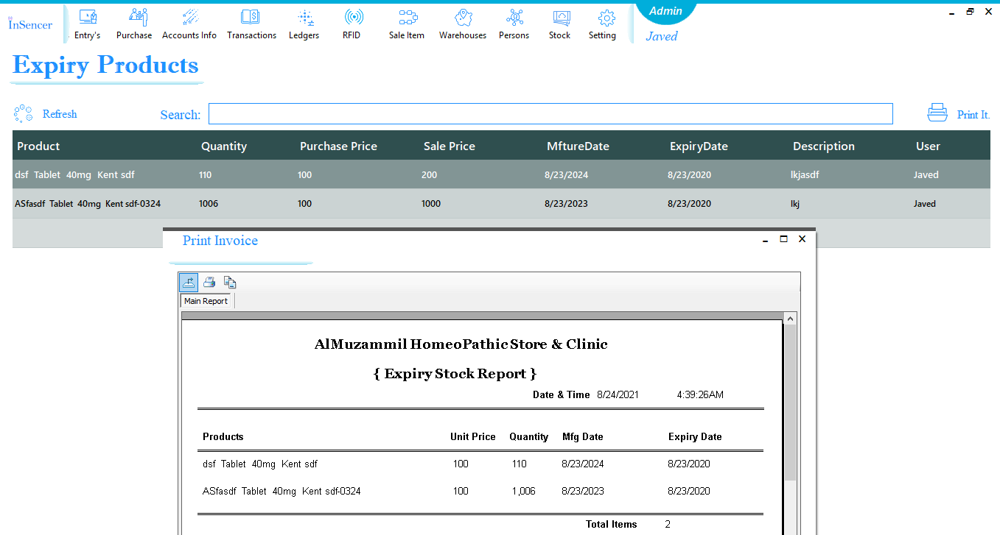 Admin
InSencer
Entry's Purchase Accounts Info Transactions Ledgers RFID Sale Item Warehouses Persons Stock Setting
Javed
Expiry Products
Refresh Search: Print It.
Product Quantity Purchase Price Sale Price MftureDate ExpiryDate Description User
dsf Tablet 40mg Kent sdf 110 100 200 8/23/2024 8/23/2020 lkjasdf Javed
ASfasdf Tablet 40mg Kent sdf-0324 1006 100 1000 8/23/2023 8/23/2020 lkj Javed
Print Invoice
Main Report
AlMuzammil HomeoPathic Store & Clinic
{ Expiry Stock Report }
Date & Time 8/24/2021 4:39:26AM
Products Unit Price Quantity Mfg Date Expiry Date
dsf Tablet 40mg Kent sdf 100 110 8/23/2024 8/23/2020
ASfasdf Tablet 40mg Kent sdf-0324 100 1,006 8/23/2023 8/23/2020
Total Items 2